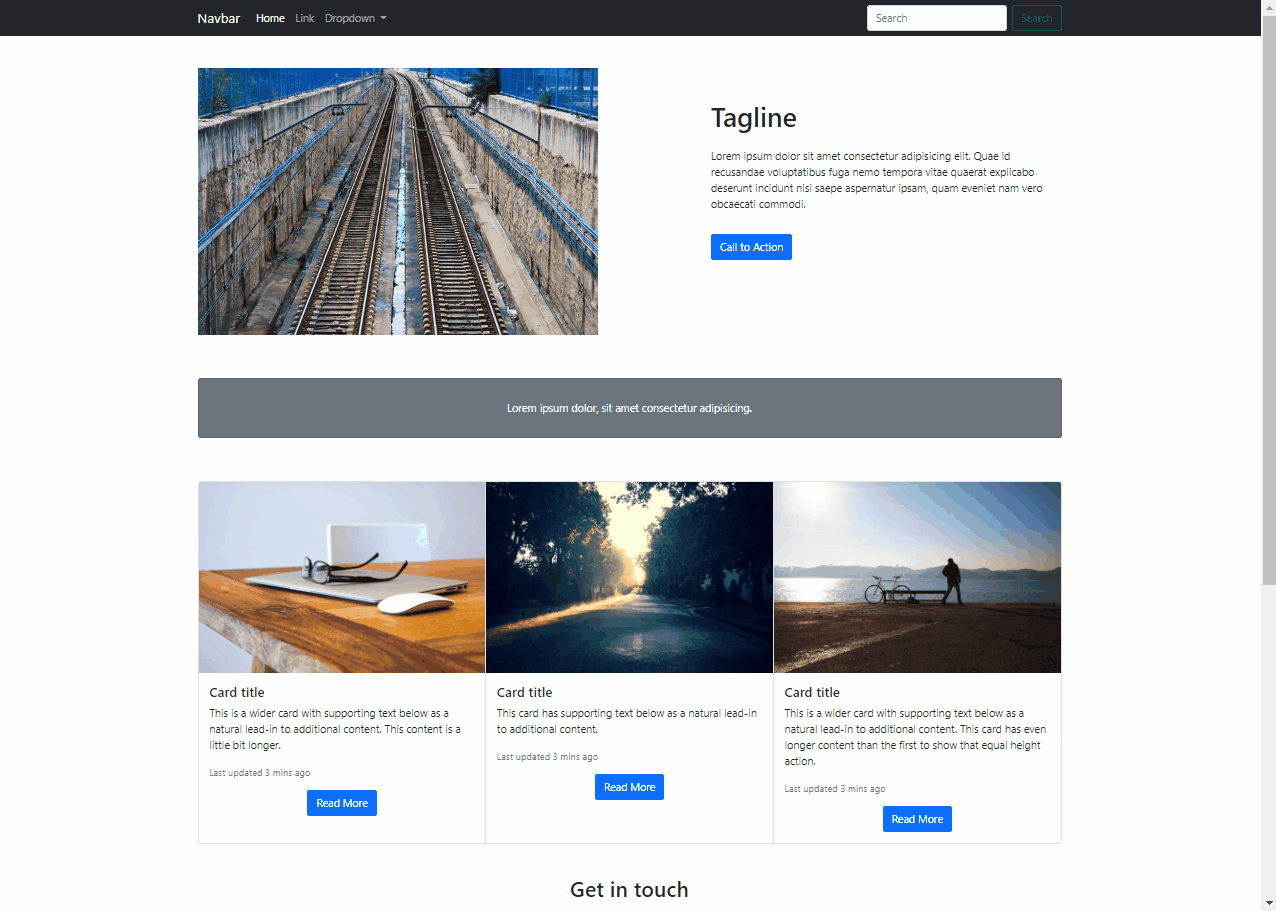 Navbar Home Link Dropdown Search Search
Tagline
Lorem ipsum dolor sit amet consectetur adipisicing elit. Quae id
recusandae voluptatibus fuga nemo tempora vitae quaerat explicabo
deserunt incidunt nisi saepe aspernatur ipsam, quam eveniet nam vero
obcaecati commodi.
Call to Action
Lorem ipsum dolor, sit amet consectetur adipisicing.
Card title
This is a wider card with supporting text below as a
natural lead-in to additional content. This content is a
little bit longer.
Last updated 3 mins ago
Read More
Card title
This card has supporting text below as a natural lead-in
to additional content.
Last updated 3 mins ago
Read More
Card title
This is a wider card with supporting text below as a
natural lead-in to additional content. This card has even
longer content than the first to show that equal height
action.
Last updated 3 mins ago
Read More
Get in touch